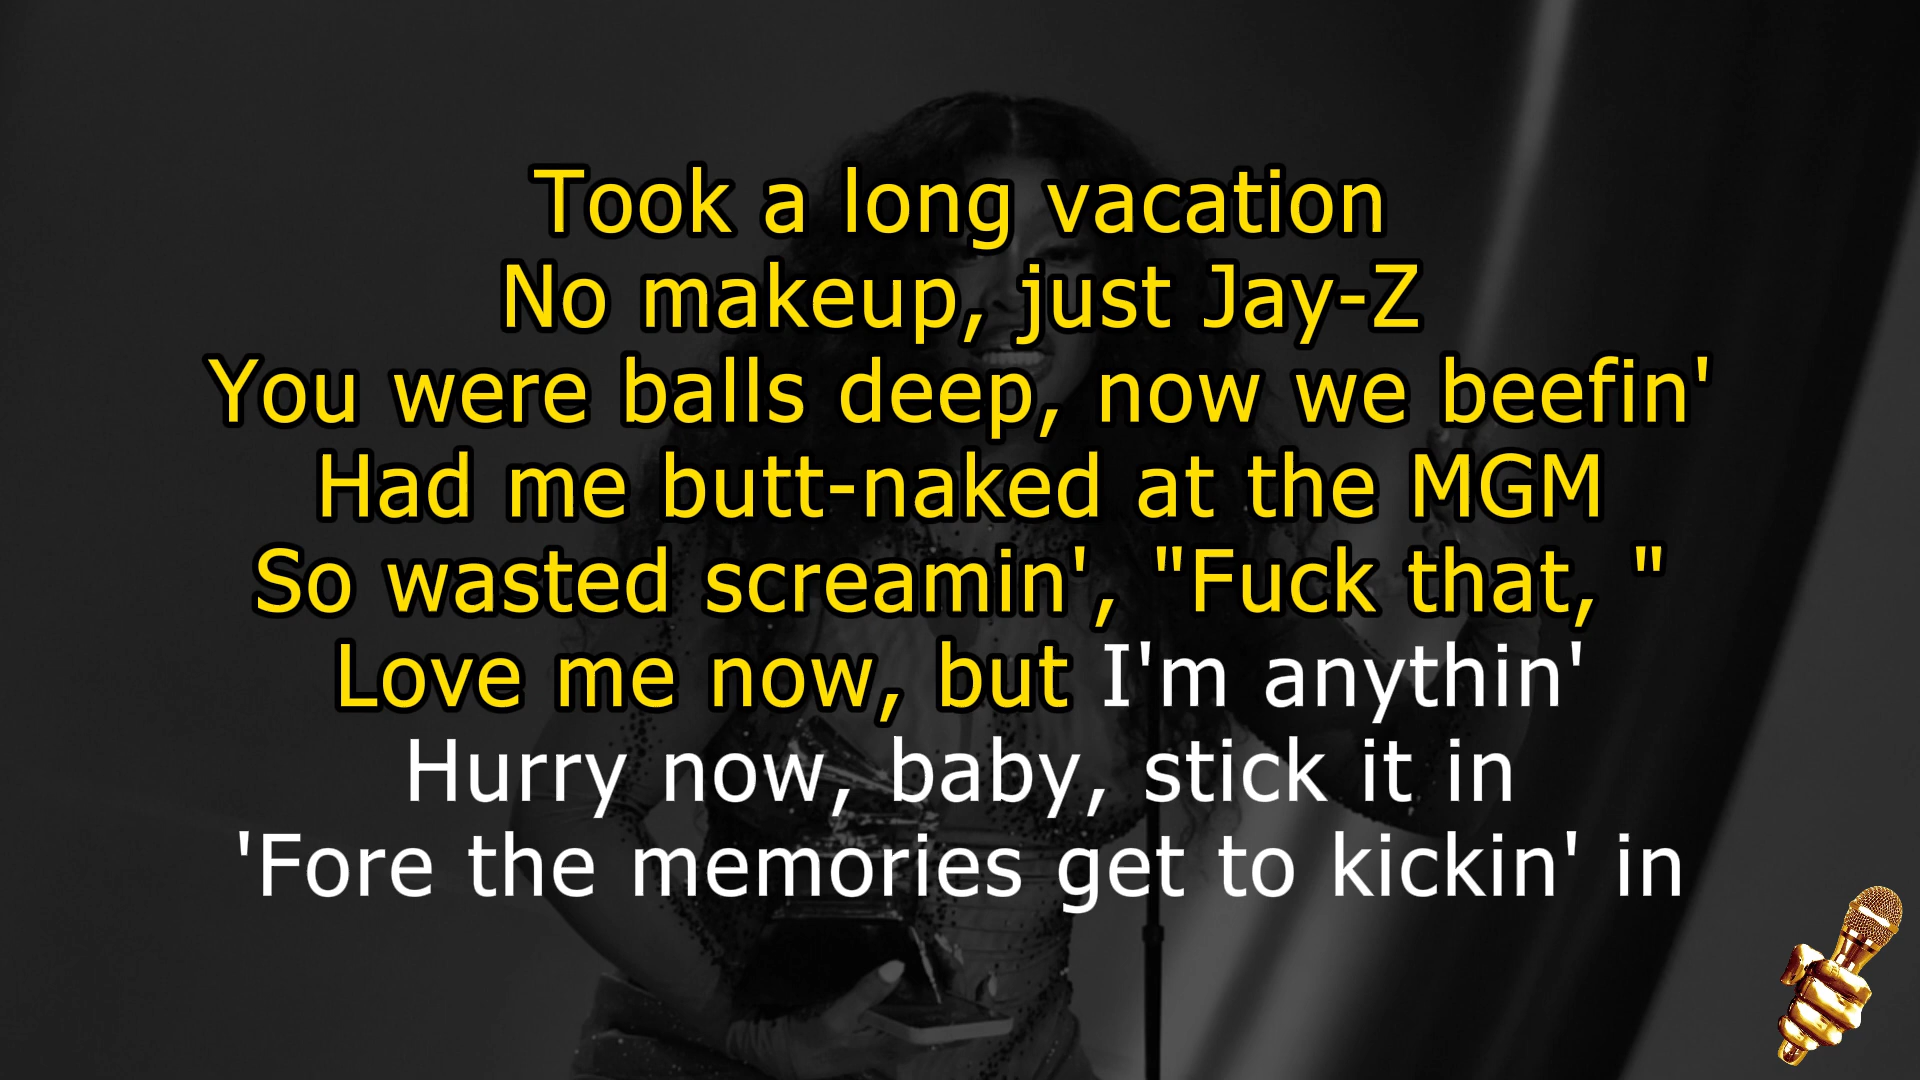 Took a long vacation
No makeup, just Jay-Z
You were balls deep, now we beefin'
Had me butt-naked at the MGM
So wasted screamin', "Fuck that, "
Love me now, but I'm anythin'
Hurry now, baby, stick it in
'Fore the memories get to kickin' in